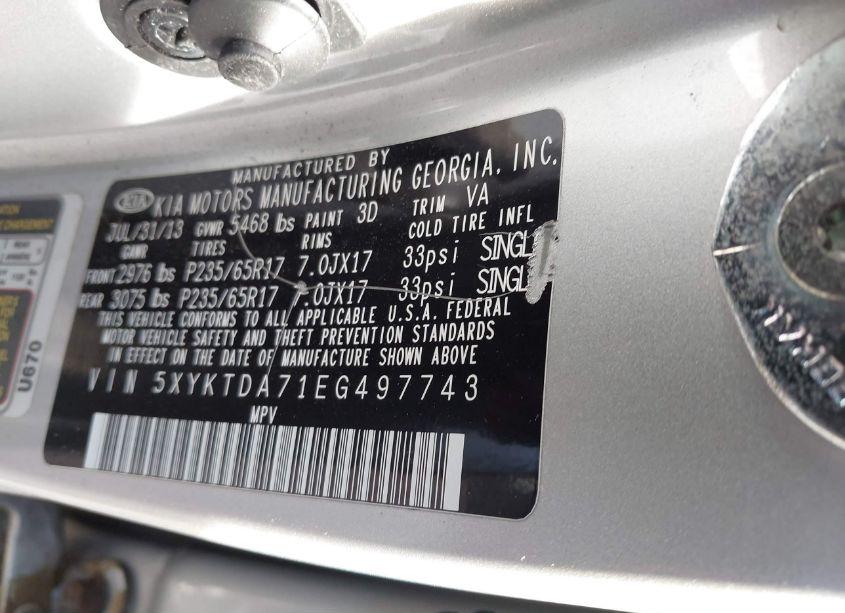 MANUFACTURED BY
KIA KIA MOTORS MANUFACTURING GEORGIA, INC.
JUL/31/13 GVWR 5468 lbs PAINT 3D TRIM VA
GAWR TIRES RIMS COLD TIRE INFL
FRONT 2976 lbs P235/65R17 7.0JX17 33psi SINGL
REAR 3075 lbs P235/65R17 7.0JX17 33psi SINGL
THIS VEHICLE CONFORMS TO ALL APPLICABLE U.S.A. FEDERAL
MOTOR VEHICLE SAFETY AND THEFT PREVENTION STANDARDS
IN EFFECT ON THE DATE OF MANUFACTURE SHOWN ABOVE
VIN 5XYKTDA71EG497743
MPV
U670